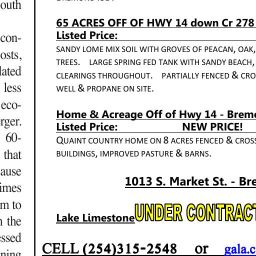 outh
con-
osts,
lated
less
eco-
rger.
60-
that
ause
imes
m to
n the
essed
65 ACRES OFF OF HWY 14 down Cr 278
Listed Price:
SANDY LOME MIX SOIL WITH GROVES OF PEACAN, OAK,
TREES. LARGE SPRING FED TANK WITH SANDY BEACH,
CLEARINGS THROUGHOUT. PARTIALLY FENCED & CRO
WELL & PROPANE ON SITE.
Home & Acreage Off of Hwy 14 - Breme
Listed Price: NEW PRICE!
QUAINT COUNTRY HOME ON 8 ACRES FENCED & CROSS
BUILDINGS, IMPROVED PASTURE & BARNS.
1013 S. Market St. - Bre
Lake Limestone UNDER CONTRACT
CELL (254)315-2548 or gala.c